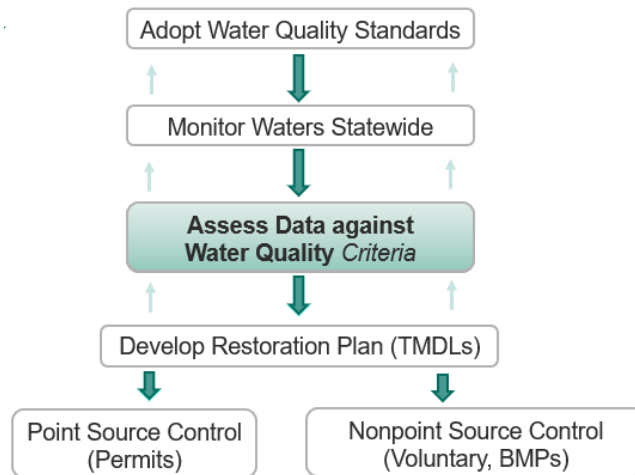 Adopt Water Quality Standards
Monitor Waters Statewide
Assess Data against
Water Quality Criteria
Develop Restoration Plan (TMDLs)
Point Source Control
(Permits)
Nonpoint Source Control
(Voluntary, BMPs)